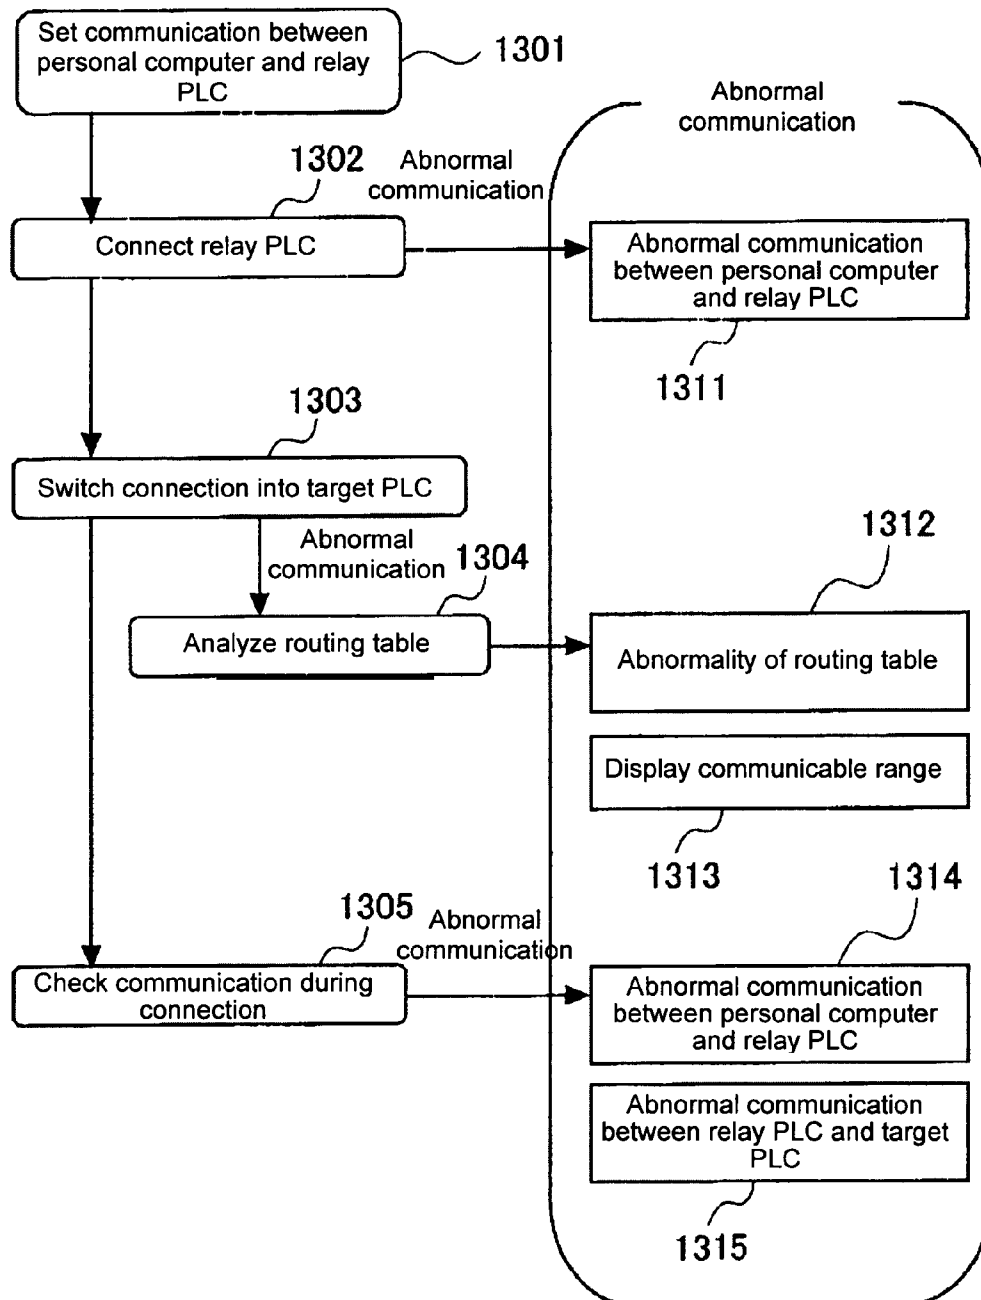 Set communication between
personal computer and relay
PLC
1301
Abnormal
communication
1302
Abnormal
communication
Connect relay PLC
Abnormal communication
between personal computer
and relay PLC
1311
1303
Switch connection into target PLC
Abnormal
communication
1304
1312
Analyze routing table
Abnormality of routing table
Display communicable range
1313
1314
1305
Abnormal
communication
Check communication during
connection
Abnormal communication
between personal computer
and relay PLC
Abnormal communication
between relay PLC and target
PLC
1315